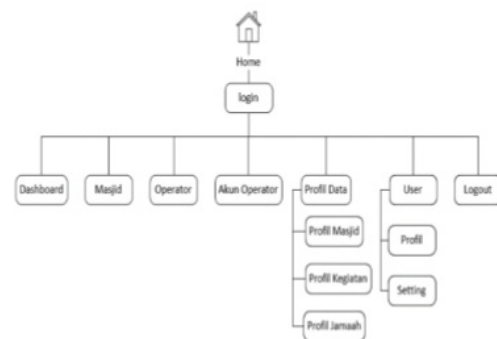 Home
login
Dashboard
Masjid
Operator
Akun Operator
Profil Data
User
Logout
Profil Masjid
Profil
Profil Kegiatan
Setting
Profil Jamaah